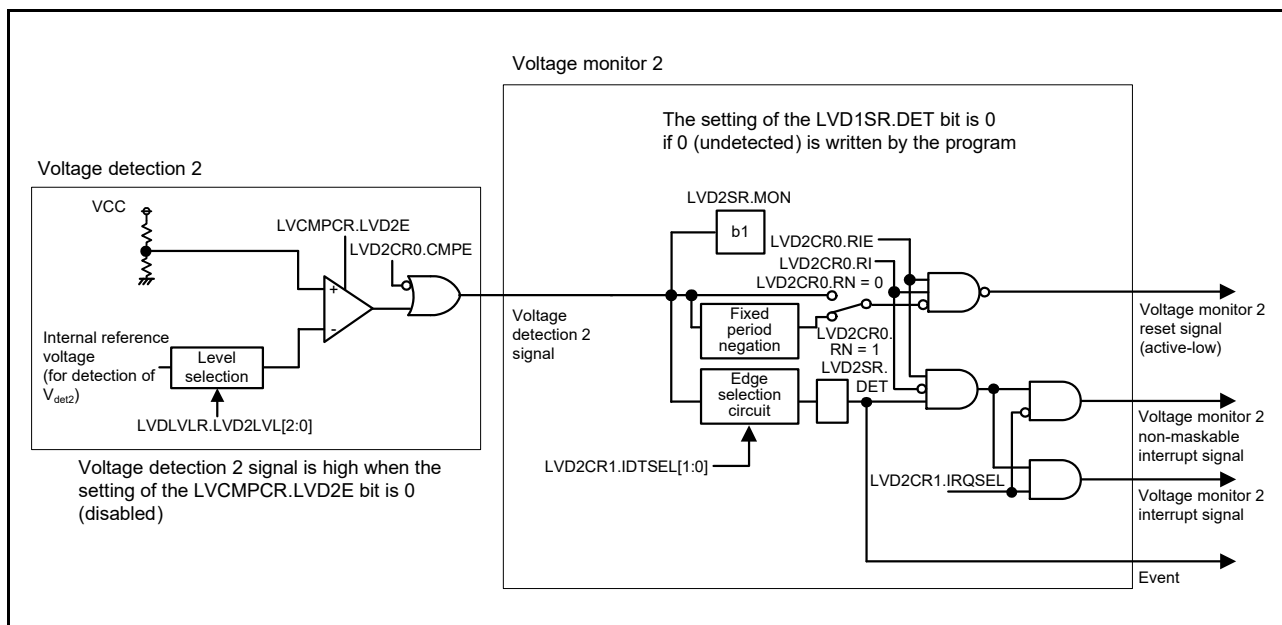 Voltage monitor 2
The setting of the LVD1SR.DET bit is 0
if 0 (undetected) is written by the program
Voltage detection 2
VCC
LVCMPCR.LVD2E
LVD2CR0.CMPE
+
-
Internal reference
voltage
(for detection of
Vdet2)
Level
selection
LVDLVLR.LVD2LVL[2:0]
Voltage detection 2 signal is high when the
setting of the LVCMPCR.LVD2E bit is 0
(disabled)
Voltage
detection 2
signal
LVD2SR.MON
b1
LVD2CR0.RIE
LVD2CR0.RI
LVD2CR0.RN = 0
Fixed
period
negation
LVD2CR0.
RN = 1
LVD2SR.
DET
Edge
selection
circuit
LVD2CR1.IDTSEL[1:0]
LVD2CR1.IRQSEL
Voltage monitor 2
reset signal
(active-low)
Voltage monitor 2
non-maskable
interrupt signal
Voltage monitor 2
interrupt signal
Event